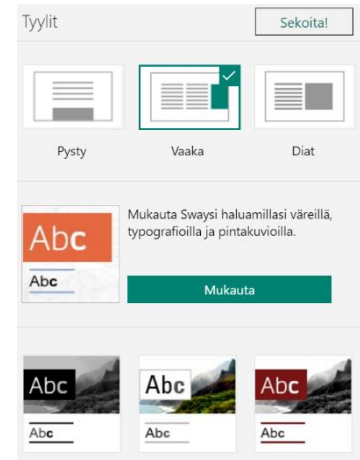 Tyylit
Sekoita!
Pysty
Vaaka
Diat
Abc
Abc
Mukauta Swaysi haluamillasi väreillä,
typografioilla ja pintakuvioilla.
Mukauta
Abc
Abc
Abc
Abc
Abc
Abc